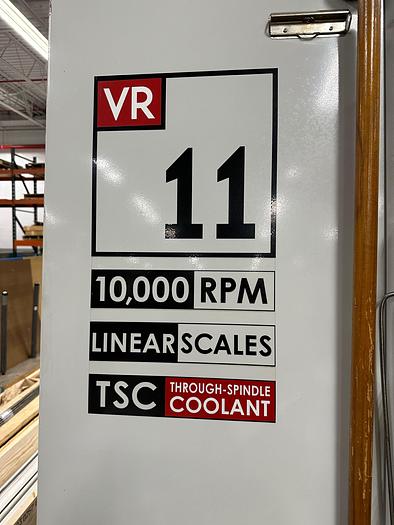 VR
11
10,000 RPM
LINEAR SCALES
TSC THROUGH-SPINDLE
COOLANT